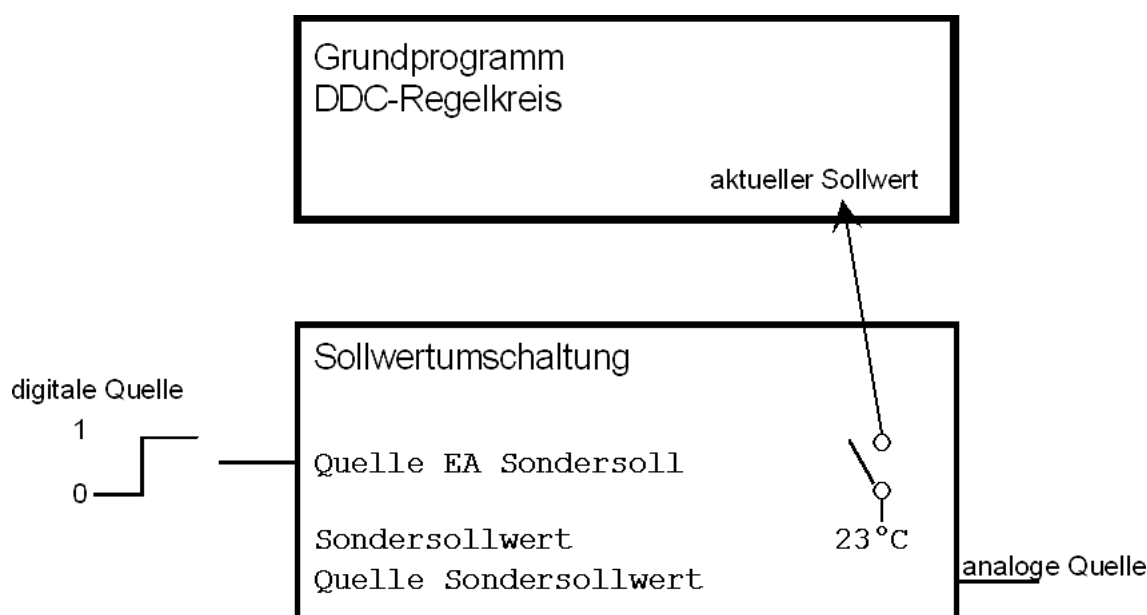 Grundprogramm
DDC-Regelkreis
aktueller Sollwert
Sollwertumschaltung
digitale Quelle
1
0
Quelle EA Sondersoll
Sondersollwert 23°C
Quelle Sondersollwert
analoge Quelle